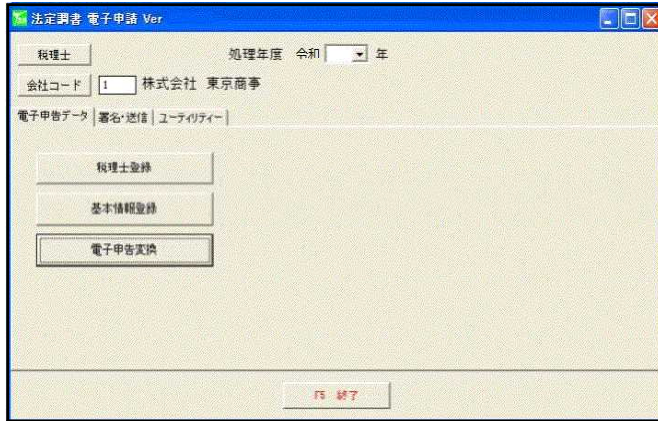 法定調書 電子申請 Ver
税理士 処理年度 令和 年
会社コード 1 株式会社 東京商事
電子申告データ 署名・送信 ユーティリティー
税理士登録
基本情報登録
電子申告変換
F5 終了